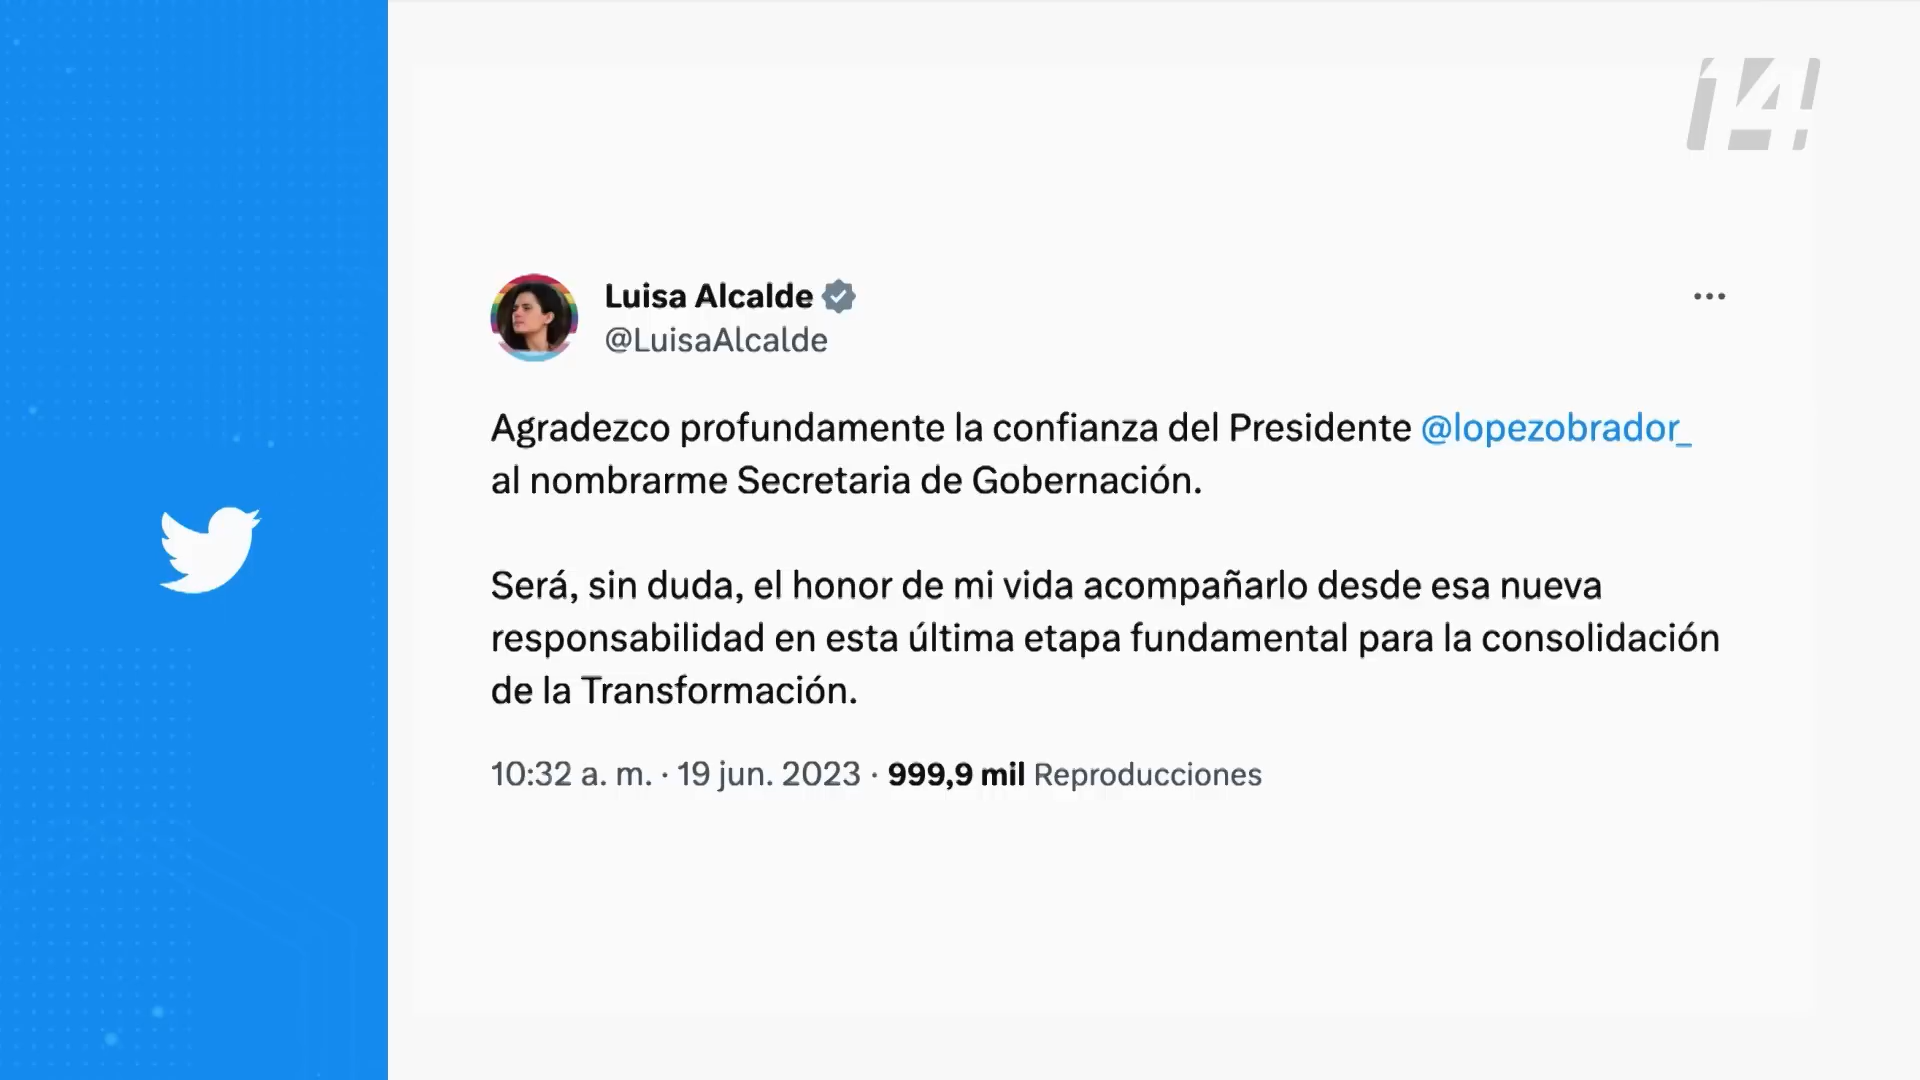 14!
Luisa Alcalde
@LuisaAlcalde
Agradezco profundamente la confianza del Presidente @lopezobrador_
al nombrarme Secretaria de Gobernación.
Será, sin duda, el honor de mi vida acompañarlo desde esa nueva
responsabilidad en esta última etapa fundamental para la consolidación
de la Transformación.
10:32 a. m. · 19 jun. 2023 · 999,9 mil Reproducciones